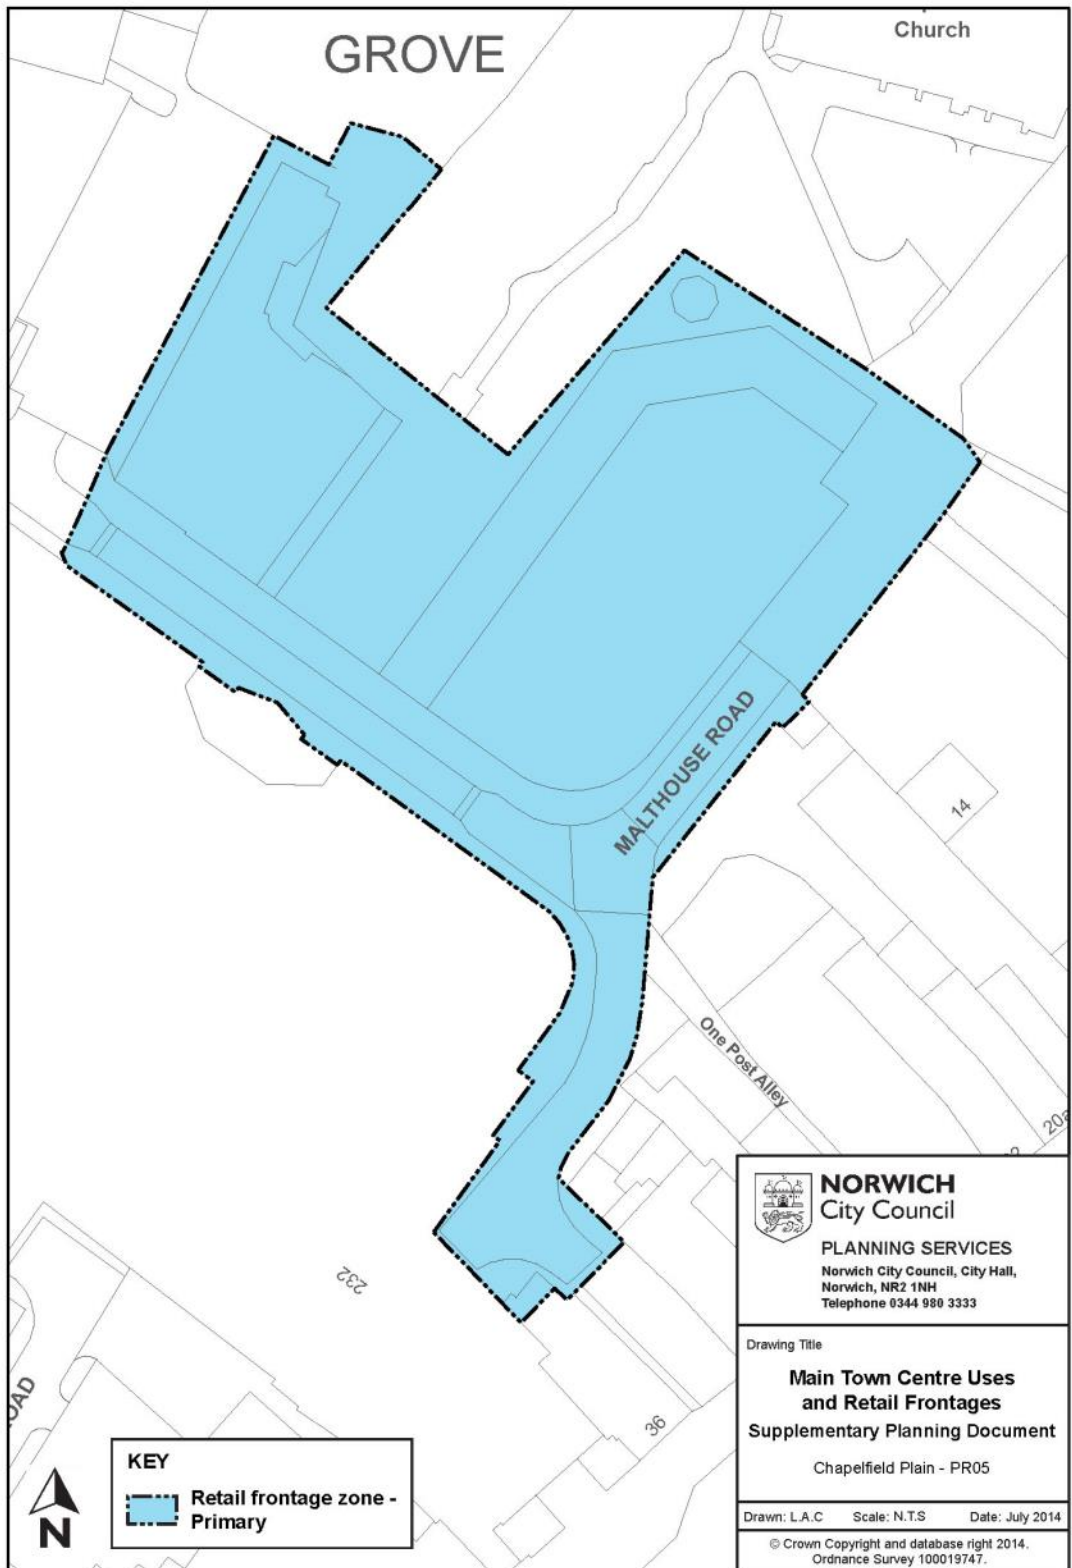 Church
GROVE
MALTHOUSE ROAD
14
One Post Alley
20a
232
36
OAD
NORWICH
City Council
PLANNING SERVICES
Norwich City Council, City Hall,
Norwich, NR2 1NH
Telephone 0344 980 3333
Drawing Title
Main Town Centre Uses
and Retail Frontages
Supplementary Planning Document
Chapelfield Plain - PR05
Drawn: L.A.C Scale: N.T.S Date: July 2014
© Crown Copyright and database right 2014.
Ordnance Survey 100019747.
KEY
Retail frontage zone -
Primary
N